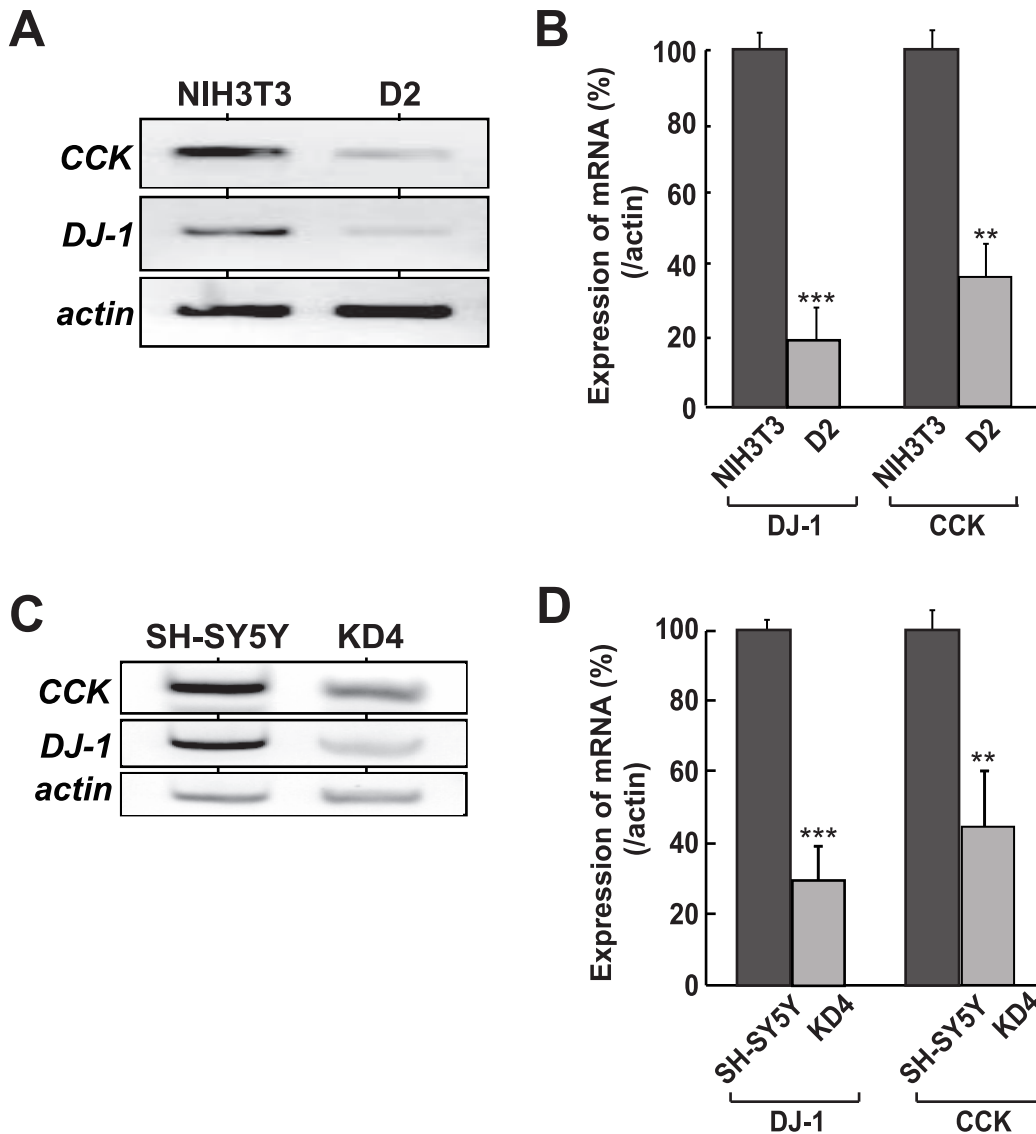 A
NIH3T3 D2
CCK
DJ-1
actin
B
Expression of mRNA (%)
(/actin)
100
80
60
40
20
0
***
**
NIH3T3 D2 NIH3T3 D2
DJ-1 CCK
C
SH-SY5Y KD4
CCK
DJ-1
actin
D
Expression of mRNA (%)
(/actin)
100
80
60
40
20
0
***
**
SH-SY5Y KD4 SH-SY5Y KD4
DJ-1 CCK